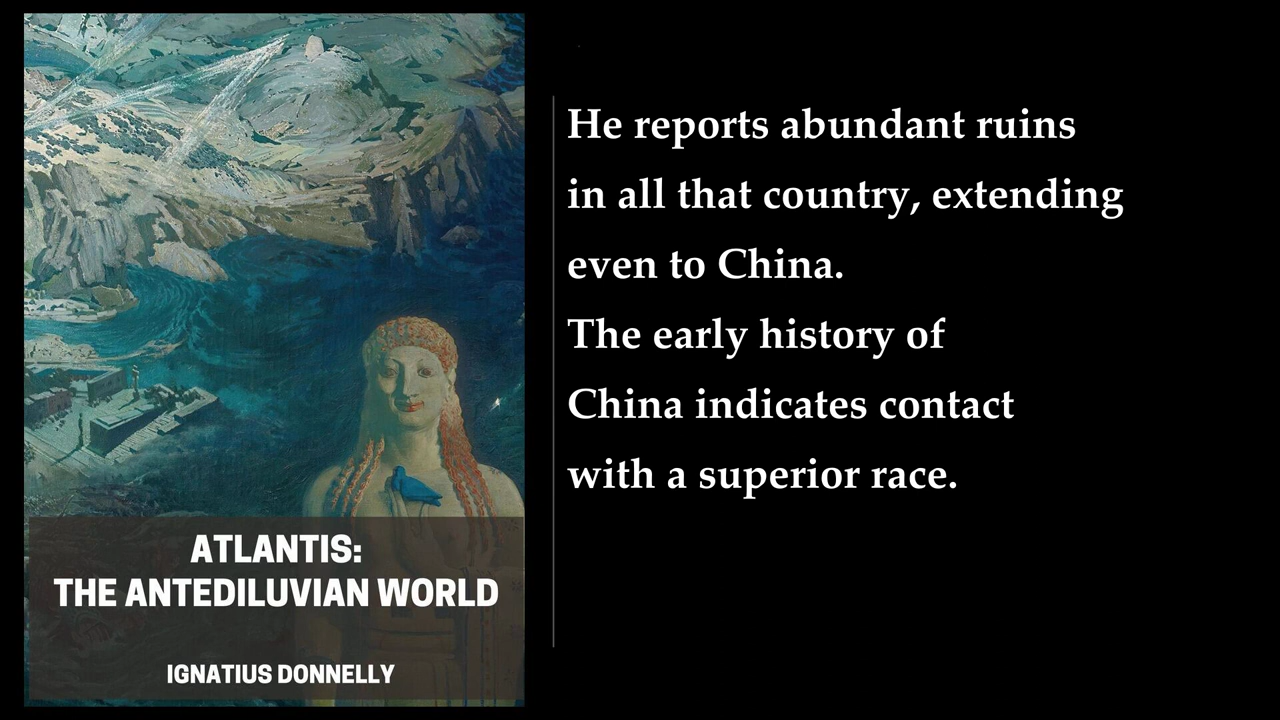 ATLANTIS:
THE ANTEDILUVIAN WORLD
IGNATIUS DONNELLY
He reports abundant ruins
in all that country, extending
even to China.
The early history of
China indicates contact
with a superior race.